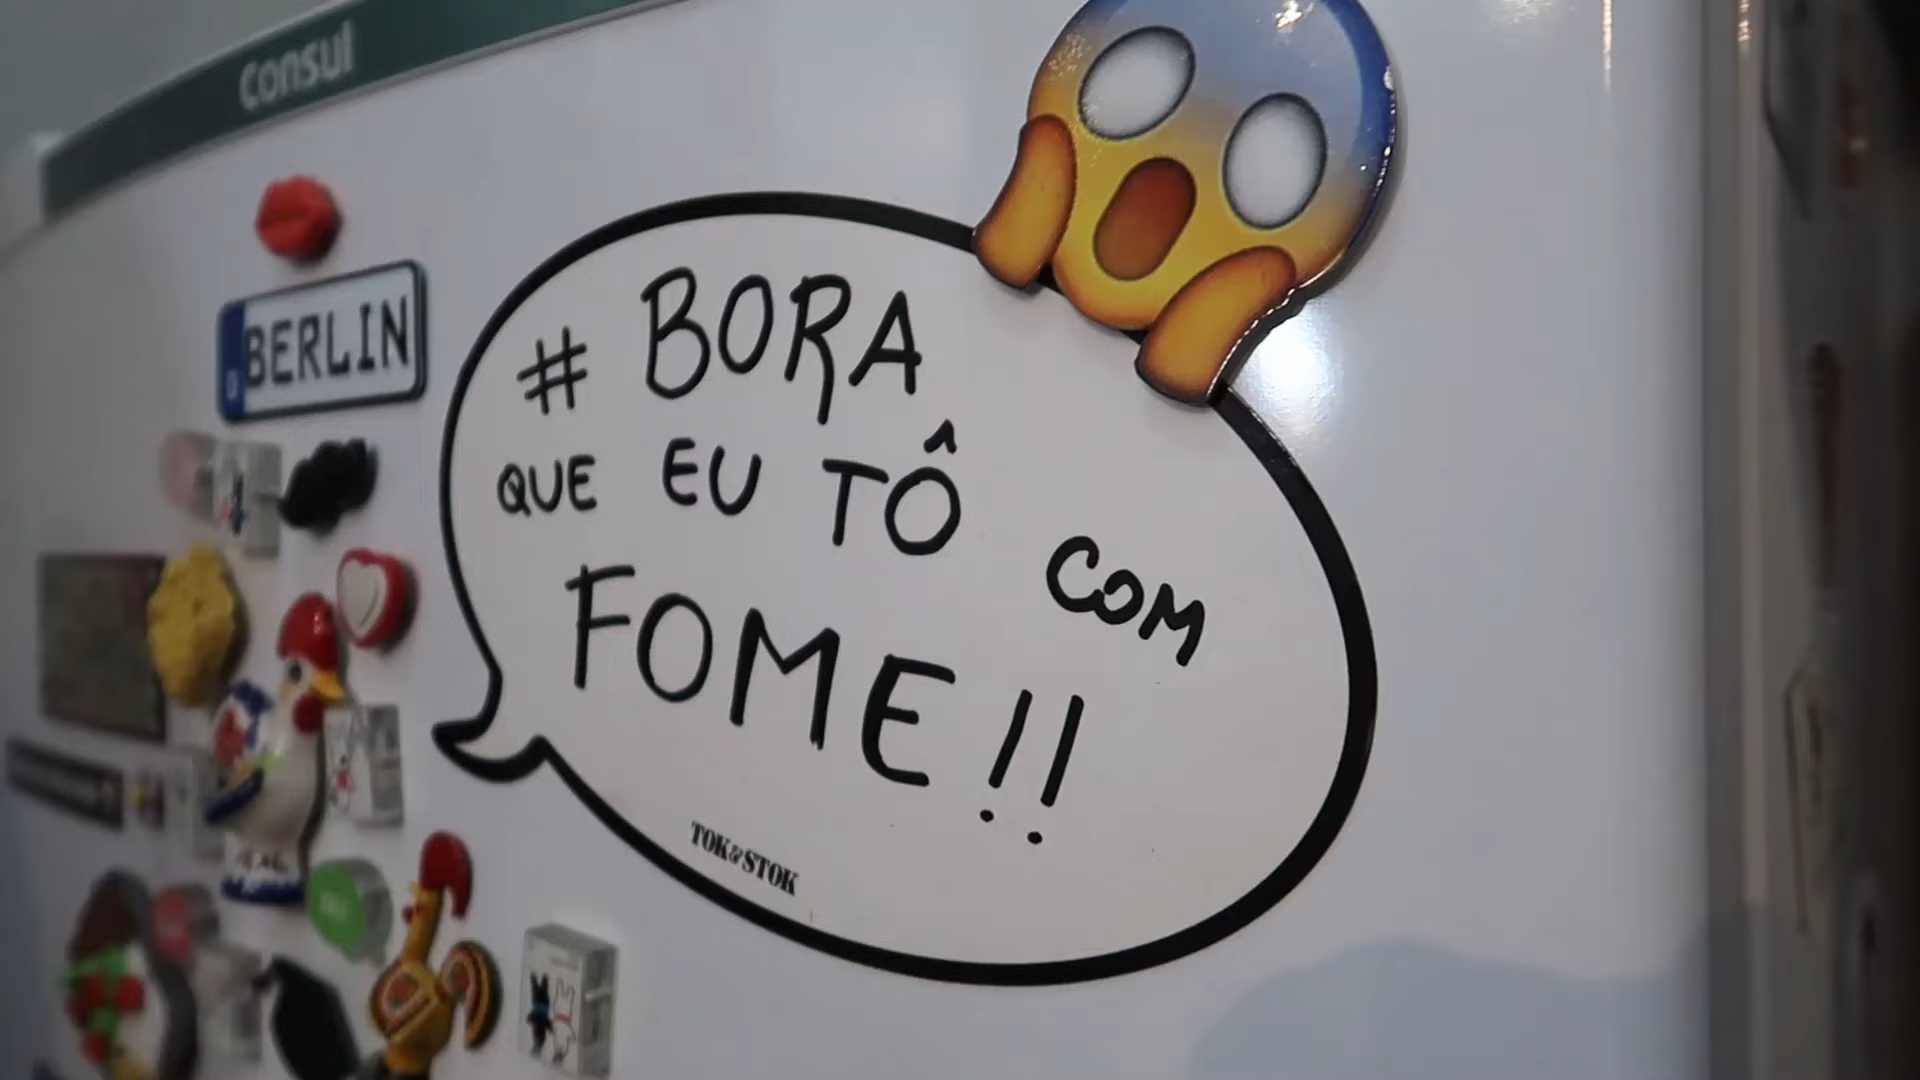 Consul
BERLIN
# BORA
QUE EU TÔ COM
FOME!!
TOK&STOK